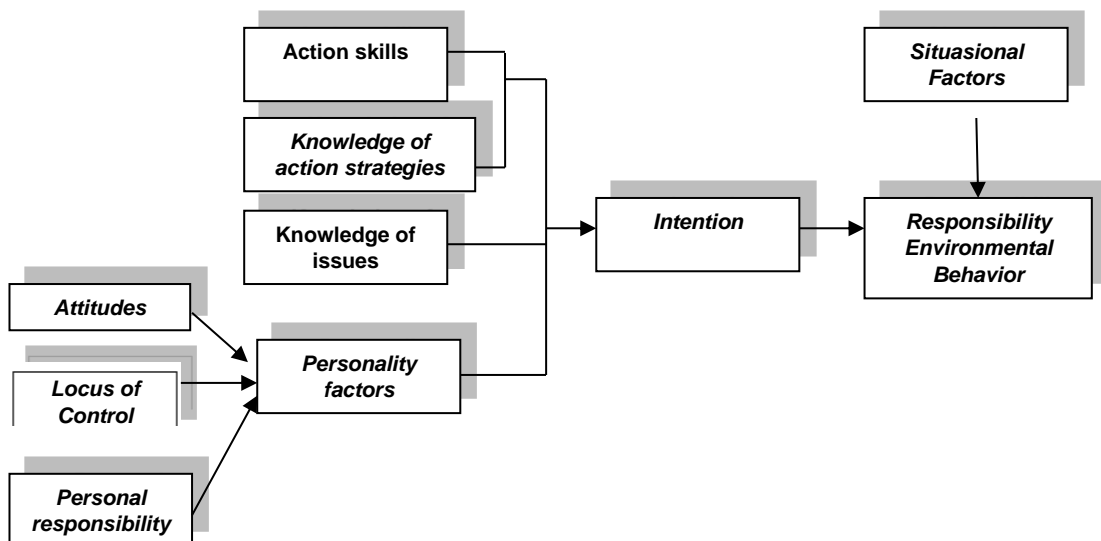 Action skills
Situasional
Factors
Knowledge of
action strategies
Knowledge of
issues
Intention
Responsibility
Environmental
Behavior
Attitudes
Personality
factors
Locus of
Control
Personal
responsibility